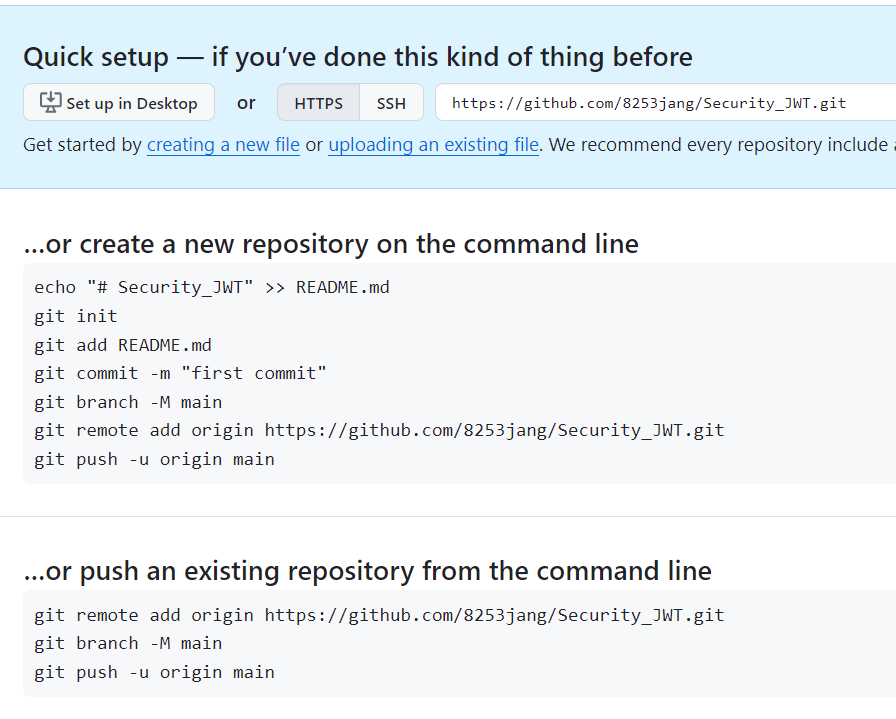 Quick setup — if you’ve done this kind of thing before
Set up in Desktop or HTTPS SSH https://github.com/8253jang/Security_JWT.git
Get started by creating a new file or uploading an existing file. We recommend every repository include
...or create a new repository on the command line
echo "# Security_JWT" >> README.md
git init
git add README.md
git commit -m "first commit"
git branch -M main
git remote add origin https://github.com/8253jang/Security_JWT.git
git push -u origin main
...or push an existing repository from the command line
git remote add origin https://github.com/8253jang/Security_JWT.git
git branch -M main
git push -u origin main